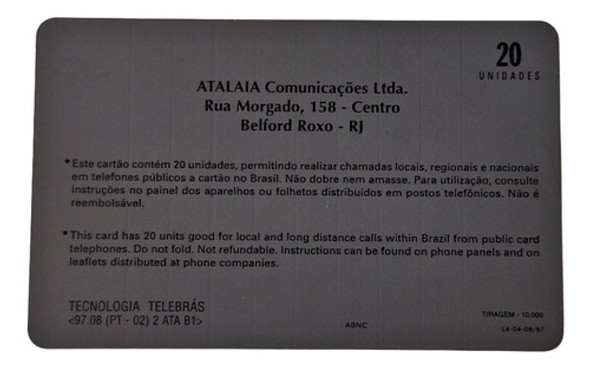 20
UNIDADES
ATALAIA Comunicações Ltda.
Rua Morgado, 158 - Centro
Belford Roxo - RJ
*Este cartão contém 20 unidades, permitindo realizar chamadas locais, regionais e nacionais
em telefones públicos a cartão no Brasil. Não dobre nem amasse. Para utilização, consulte
instruções no painel dos aparelhos ou folhetos distribuídos em postos telefônicos. Não é
reembolsável.
*This card has 20 units good for local and long distance calls within Brazil from public card
telephones. Do not fold. Not refundable. Instructions can be found on phone panels and on
leaflets distributed at phone companies.
TECNOLOGIA TELEBRÁS
<97.08 (PT - 02) 2 ATA B1>
ABNC
TIRAGEM - 10.000
L4-04-08/97